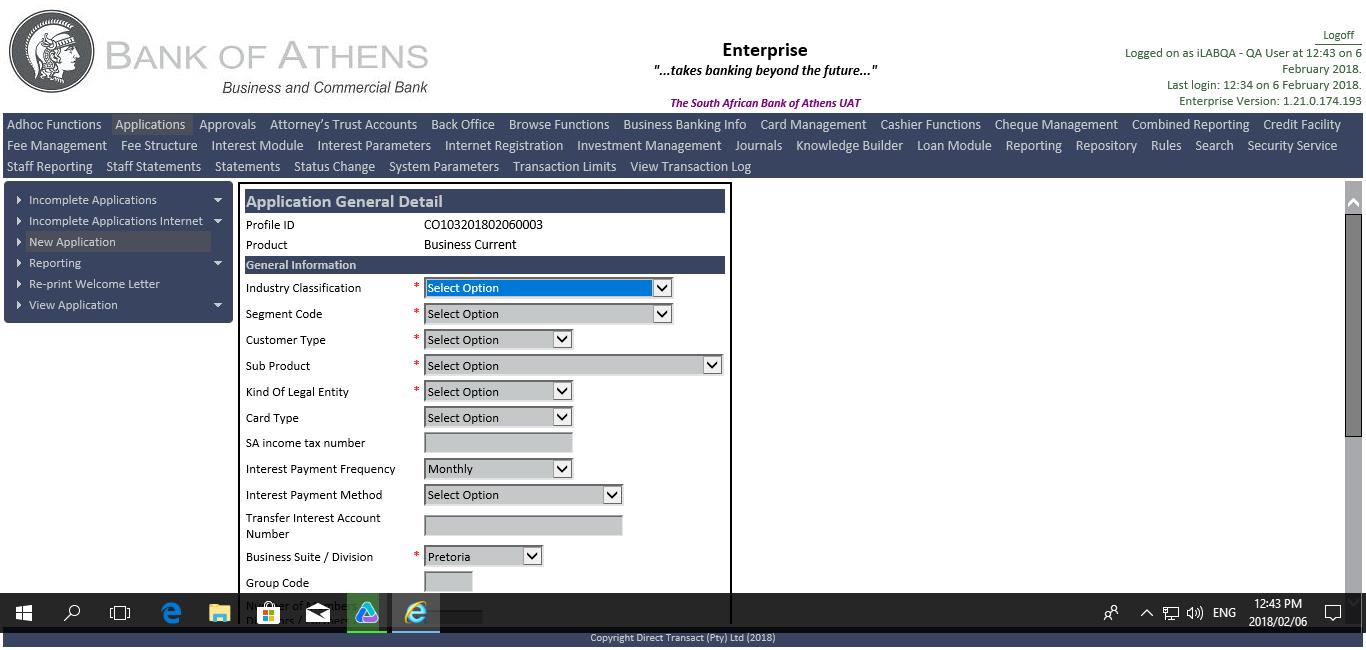 BANK OF ATHENS
Business and Commercial Bank
Enterprise
"...takes banking beyond the future..."
The South African Bank of Athens UAT
Logoff
Logged on as iLABQA - QA User at 12:43 on 6
February 2018.
Last login: 12:34 on 6 February 2018.
Enterprise Version: 1.21.0.174.193
Adhoc Functions Applications Approvals Attorney's Trust Accounts Back Office Browse Functions Business Banking Info Card Management Cashier Functions Cheque Management Combined Reporting Credit Facility
Fee Management Fee Structure Interest Module Interest Parameters Internet Registration Investment Management Journals Knowledge Builder Loan Module Reporting Repository Rules Search Security Service
Staff Reporting Staff Statements Statements Status Change System Parameters Transaction Limits View Transaction Log
Incomplete Applications
Incomplete Applications Internet
New Application
Reporting
Re-print Welcome Letter
View Application
Application General Detail
Profile ID CO103201802060003
Product Business Current
General Information
Industry Classification * Select Option
Segment Code * Select Option
Customer Type * Select Option
Sub Product * Select Option
Kind Of Legal Entity * Select Option
Card Type Select Option
SA income tax number
Interest Payment Frequency Monthly
Interest Payment Method Select Option
Transfer Interest Account
Number
Business Suite / Division * Pretoria
Group Code
ENG
12:43 PM
2018/02/06
Copyright Direct Transact (Pty) Ltd (2018)